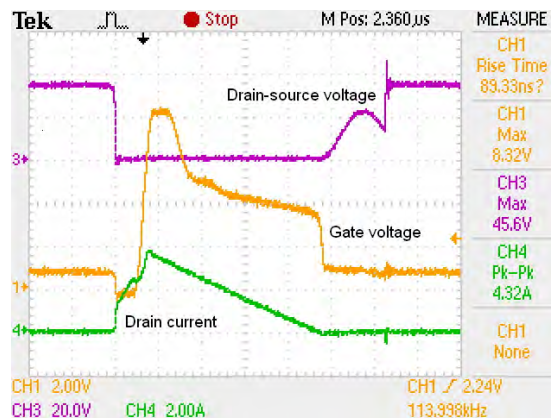 Tek Stop M Pos: 2.360,us MEASURE
CH1
Rise Time
89.33ns?
CH1
Max
8.32V
CH3
Max
45.6V
CH4
Pk-Pk
4.32A
CH1
None
Drain-source voltage
3
Gate voltage
1
Drain current
4
CH1 2.00V CH1 / 2.24V
CH3 20.0V CH4 2.00A 113.998kHz